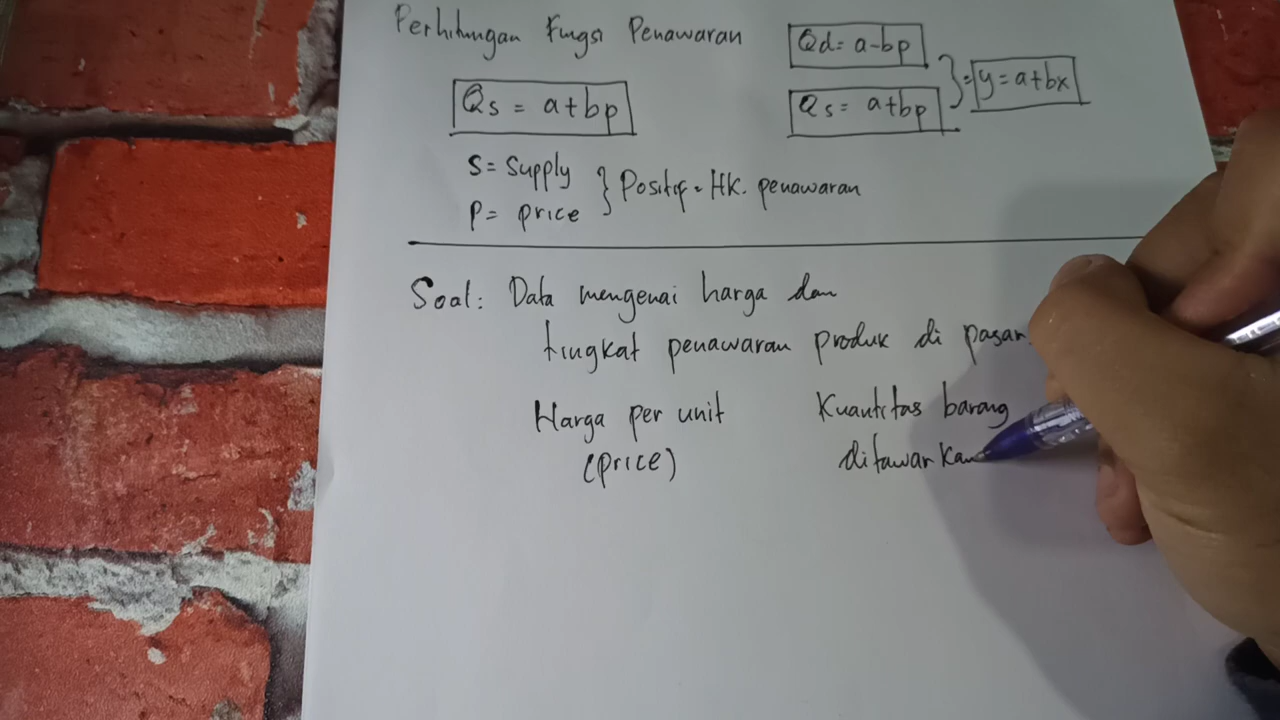 Perhitungan Fungsi Penawaran
Qs = a+bp
Qd = a-bp
Qs = a+bp
} = y = a+bx
S = Supply
P = price
} Positif = HK. penawaran
Soal: Data mengenai harga dan
tingkat penawaran produk di pasar.
Harga per unit
(price)
Kuantitas barang
ditawarkan